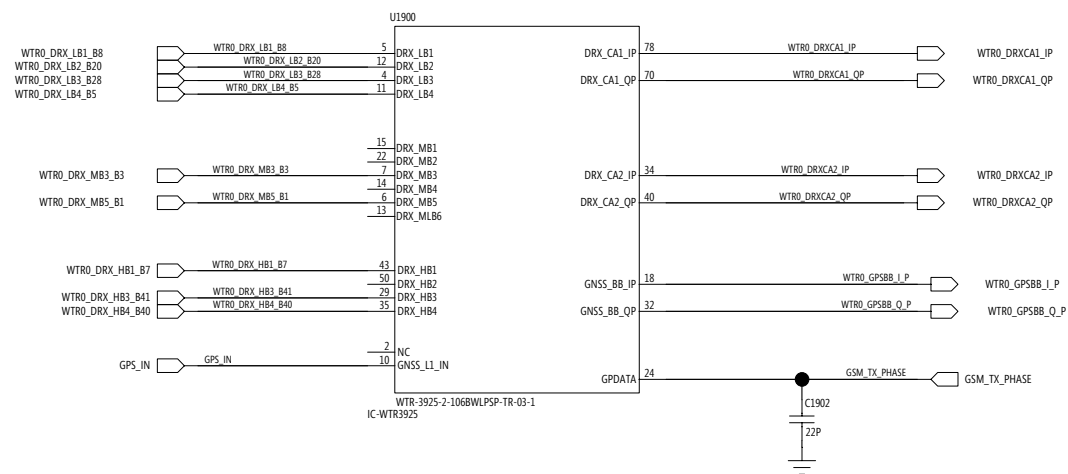 U1900
WTR0_DRX_LB1_B8 WTR0_DRX_LB1_B8 5 DRX_LB1 DRX_CA1_IP 78 WTR0_DRXCA1_IP WTR0_DRXCA1_IP
WTR0_DRX_LB2_B20 WTR0_DRX_LB2_B20 12 DRX_LB2
WTR0_DRX_LB3_B28 WTR0_DRX_LB3_B28 4 DRX_LB3 DRX_CA1_QP 70 WTR0_DRXCA1_QP WTR0_DRXCA1_QP
WTR0_DRX_LB4_B5 WTR0_DRX_LB4_B5 11 DRX_LB4
15 DRX_MB1
22 DRX_MB2
WTR0_DRX_MB3_B3 WTR0_DRX_MB3_B3 7 DRX_MB3 DRX_CA2_IP 34 WTR0_DRXCA2_IP WTR0_DRXCA2_IP
14 DRX_MB4
WTR0_DRX_MB5_B1 WTR0_DRX_MB5_B1 6 DRX_MB5 DRX_CA2_QP 40 WTR0_DRXCA2_QP WTR0_DRXCA2_QP
13 DRX_MLB6
WTR0_DRX_HB1_B7 WTR0_DRX_HB1_B7 43 DRX_HB1
50 DRX_HB2 GNSS_BB_IP 18 WTR0_GPSBB_I_P WTR0_GPSBB_I_P
WTR0_DRX_HB3_B41 WTR0_DRX_HB3_B41 29 DRX_HB3
WTR0_DRX_HB4_B40 WTR0_DRX_HB4_B40 35 DRX_HB4 GNSS_BB_QP 32 WTR0_GPSBB_Q_P WTR0_GPSBB_Q_P
2 NC
GPS_IN GPS_IN 10 GNSS_L1_IN
GPDATA 24 GSM_TX_PHASE GSM_TX_PHASE
WTR-3925-2-106BWLPSP-TR-03-1 C1902
IC-WTR3925
22P